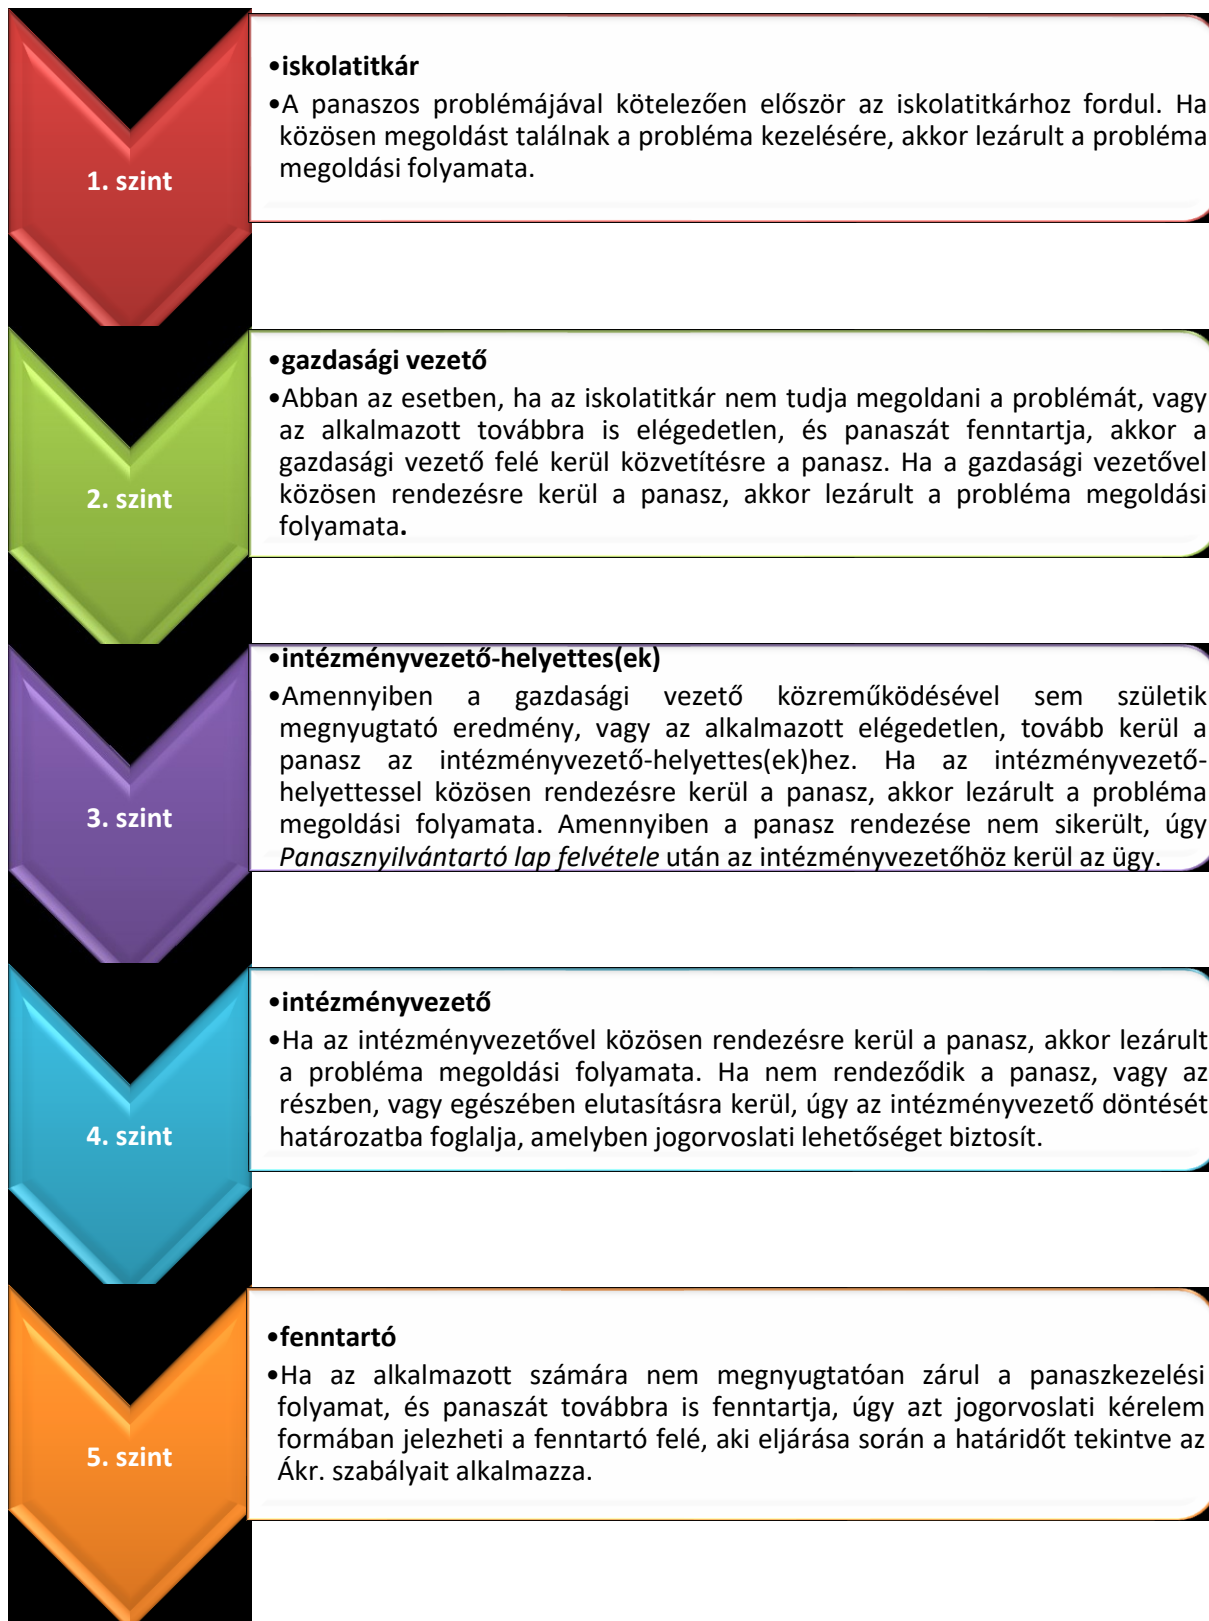 1. szint
•iskolatitkár
•A panaszos problémájával kötelezően először az iskolatitkárhoz fordul. Ha
közösen megoldást találnak a probléma kezelésére, akkor lezárult a probléma
megoldási folyamata.
2. szint
•gazdasági vezető
•Abban az esetben, ha az iskolatitkár nem tudja megoldani a problémát, vagy
az alkalmazott továbbra is elégedetlen, és panaszát fenntartja, akkor a
gazdasági vezető felé kerül közvetítésre a panasz. Ha a gazdasági vezetővel
közösen rendezésre kerül a panasz, akkor lezárult a probléma megoldási
folyamata.
3. szint
•intézményvezető-helyettes(ek)
•Amennyiben a gazdasági vezető közreműködésével sem születik
megnyugtató eredmény, vagy az alkalmazott elégedetlen, tovább kerül a
panasz az intézményvezető-helyettes(ek)hez. Ha az intézményvezető-
helyettessel közösen rendezésre kerül a panasz, akkor lezárult a probléma
megoldási folyamata. Amennyiben a panasz rendezése nem sikerült, úgy
Panasznyilvántartó lap felvétele után az intézményvezetőhöz kerül az ügy.
4. szint
•intézményvezető
•Ha az intézményvezetővel közösen rendezésre kerül a panasz, akkor lezárult
a probléma megoldási folyamata. Ha nem rendeződik a panasz, vagy az
részben, vagy egészében elutasításra kerül, úgy az intézményvezető döntését
határozatba foglalja, amelyben jogorvoslati lehetőséget biztosít.
5. szint
•fenntartó
•Ha az alkalmazott számára nem megnyugtatóan zárul a panaszkezelési
folyamat, és panaszát továbbra is fenntartja, úgy azt jogorvoslati kérelem
formában jelezheti a fenntartó felé, aki eljárása során a határidőt tekintve az
Ákr. szabályait alkalmazza.